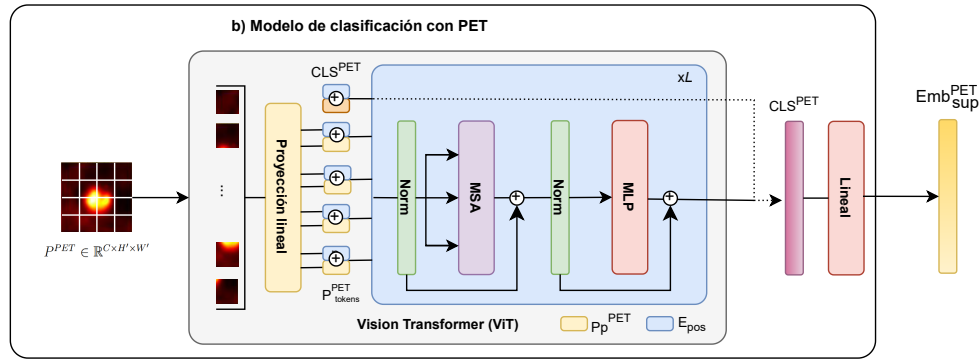 b) Modelo de clasificación con PET
CLS^PET
xL
CLS^PET
Emb^PET_sup
Proyección lineal
Norm
MSA
Norm
MLP
Lineal
...
P^PET ∈ ℝ^{C×H'×W'}
P^PET_tokens
Vision Transformer (ViT)
Pp^PET
E_pos